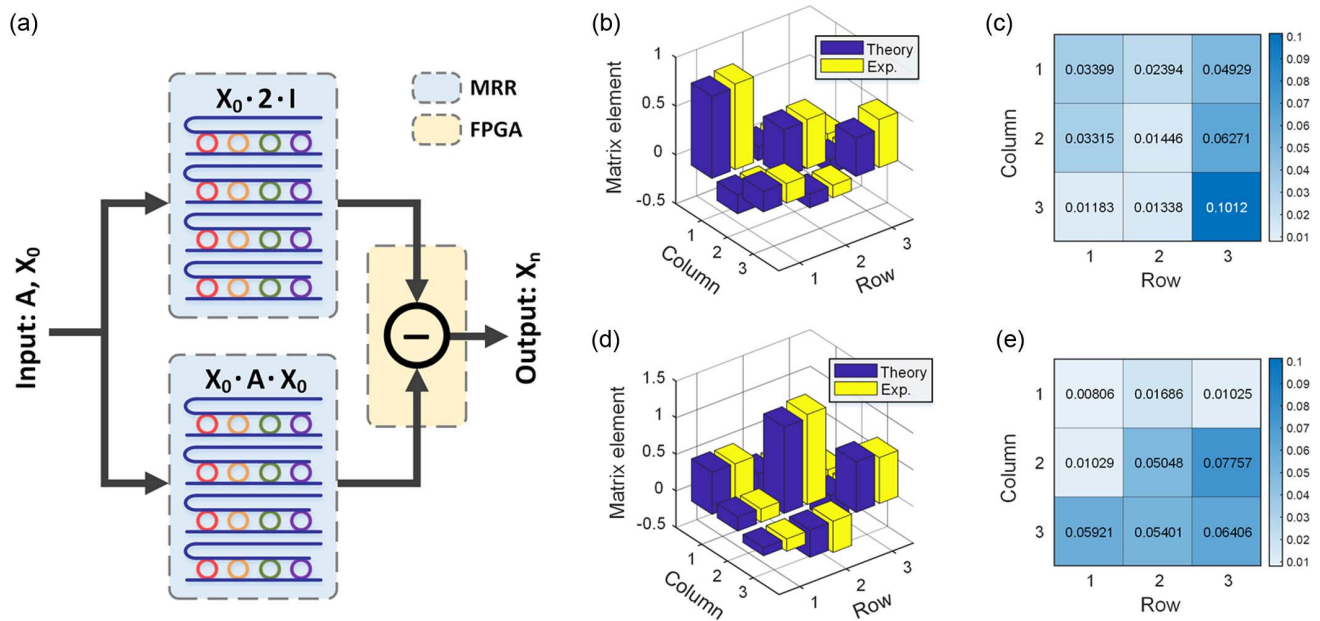 (a)
X₀·2·I
MRR
FPGA
Input: A, X₀
X₀·A·X₀
−
Output: Xₙ
(b)
Theory
Exp.
Matrix element
1
0.5
0
-0.5
1
2
3
Column
1
2
3
Row
(c)
Column
1
0.03399 0.02394 0.04929
2
0.03315 0.01446 0.06271
3
0.01183 0.01338 0.1012
1 2 3
Row
0.1
0.09
0.08
0.07
0.06
0.05
0.04
0.03
0.02
0.01
(d)
Theory
Exp.
Matrix element
1.5
1
0.5
0
-0.5
1
2
3
Column
1
2
3
Row
(e)
Column
1
0.00806 0.01686 0.01025
2
0.01029 0.05048 0.07757
3
0.05921 0.05401 0.06406
1 2 3
Row
0.1
0.09
0.08
0.07
0.06
0.05
0.04
0.03
0.02
0.01